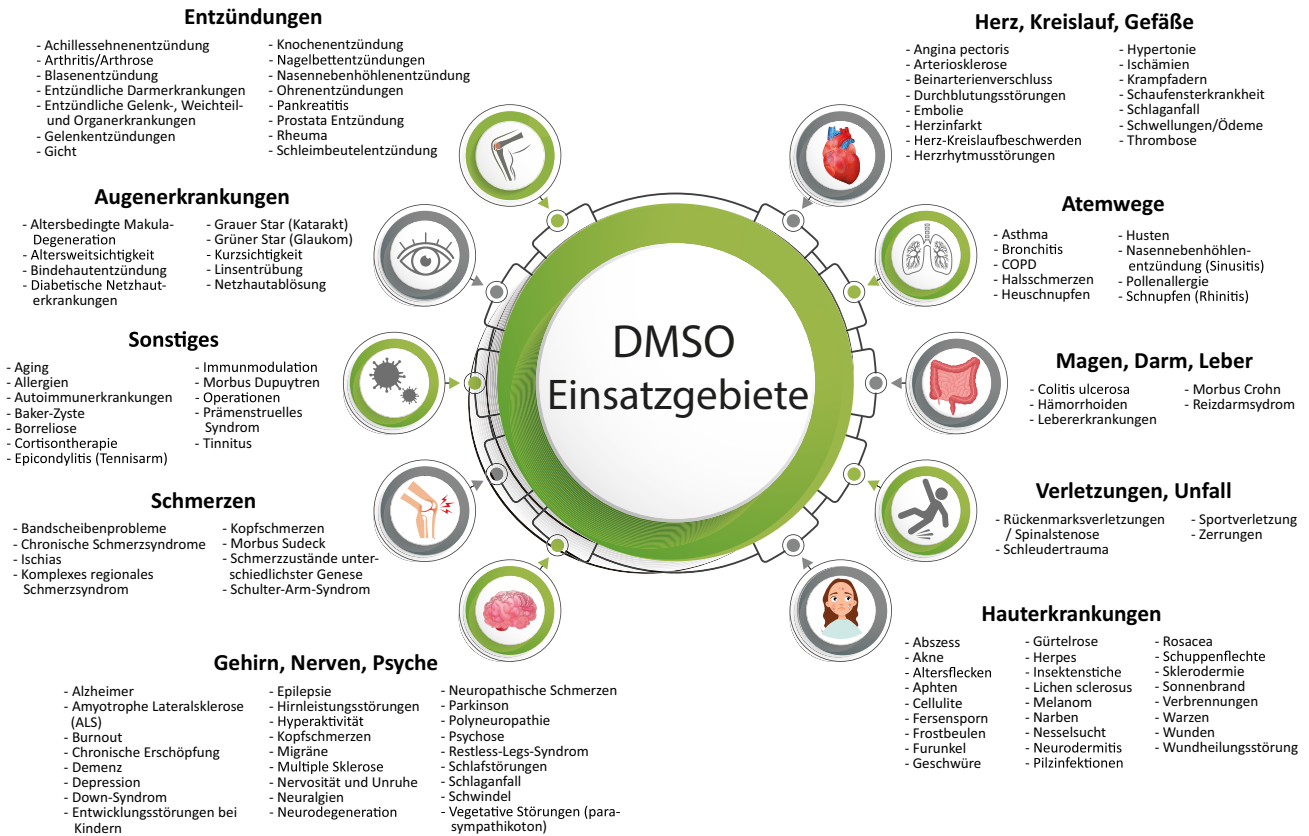 DMSO
Einsatzgebiete
Entzündungen
- Achillessehnenentzündung
- Arthritis/Arthrose
- Blasenentzündung
- Entzündliche Darmerkrankungen
- Entzündliche Gelenk-, Weichteil-
und Organerkrankungen
- Gelenkentzündungen
- Gicht
- Knochenentzündung
- Nagelbettentzündungen
- Nasennebenhöhlenentzündung
- Ohrenentzündungen
- Pankreatitis
- Prostata Entzündung
- Rheuma
- Schleimbeutelentzündung
Augenerkrankungen
- Altersbedingte Makula-
Degeneration
- Altersweitsichtigkeit
- Bindehautentzündung
- Diabetische Netzhaut-
erkrankungen
- Grauer Star (Katarakt)
- Grüner Star (Glaukom)
- Kurzsichtigkeit
- Linsentrübung
- Netzhautablösung
Sonstiges
- Aging
- Allergien
- Autoimmunerkrankungen
- Baker-Zyste
- Borreliose
- Cortisontherapie
- Epicondylitis (Tennisarm)
- Immunmodulation
- Morbus Dupuytren
- Operationen
- Prämenstruelles
Syndrom
- Tinnitus
Schmerzen
- Bandscheibenprobleme
- Chronische Schmerzsyndrome
- Ischias
- Komplexes regionales
Schmerzsyndrom
- Kopfschmerzen
- Morbus Sudeck
- Schmerzzustände unter-
schiedlichster Genese
- Schulter-Arm-Syndrom
Gehirn, Nerven, Psyche
- Alzheimer
- Amyotrophe Lateralsklerose
(ALS)
- Burnout
- Chronische Erschöpfung
- Demenz
- Depression
- Down-Syndrom
- Entwicklungsstörungen bei
Kindern
- Epilepsie
- Hirnleistungsstörungen
- Hyperaktivität
- Kopfschmerzen
- Migräne
- Multiple Sklerose
- Nervosität und Unruhe
- Neuralgien
- Neurodegeneration
- Neuropathische Schmerzen
- Parkinson
- Polyneuropathie
- Psychose
- Restless-Legs-Syndrom
- Schlafstörungen
- Schlaganfall
- Schwindel
- Vegetative Störungen (para-
sympathikoton)
Herz, Kreislauf, Gefäße
- Angina pectoris
- Arteriosklerose
- Beinarterienverschluss
- Durchblutungsstörungen
- Embolie
- Herzinfarkt
- Herz-Kreislaufbeschwerden
- Herzrhytmusstörungen
- Hypertonie
- Ischämien
- Krampfadern
- Schaufensterkrankheit
- Schlaganfall
- Schwellungen/Ödeme
- Thrombose
Atemwege
- Asthma
- Bronchitis
- COPD
- Halsschmerzen
- Heuschnupfen
- Husten
- Nasennebenhöhlen-
entzündung (Sinusitis)
- Pollenallergie
- Schnupfen (Rhinitis)
Magen, Darm, Leber
- Colitis ulcerosa
- Hämorrhoiden
- Lebererkrankungen
- Morbus Crohn
- Reizdarmsydrom
Verletzungen, Unfall
- Rückenmarksverletzungen
/ Spinalstenose
- Schleudertrauma
- Sportverletzung
- Zerrungen
Hauterkrankungen
- Abszess
- Akne
- Altersflecken
- Aphten
- Cellulite
- Fersensporn
- Frostbeulen
- Furunkel
- Geschwüre
- Gürtelrose
- Herpes
- Insektenstiche
- Lichen sclerosus
- Melanom
- Narben
- Nesselsucht
- Neurodermitis
- Pilzinfektionen
- Rosacea
- Schuppenflechte
- Sklerodermie
- Sonnenbrand
- Verbrennungen
- Warzen
- Wunden
- Wundheilungsstörung